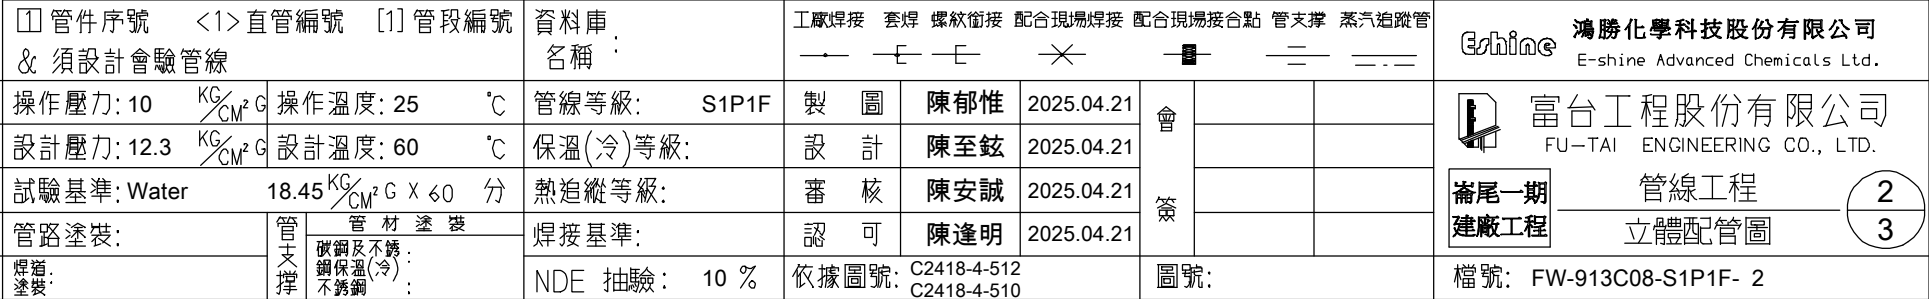 1 管件序號 <1>直管編號 [1] 管段編號
& 須設計會驗管線
資料庫
名稱 :
工廠焊接 套焊 螺紋銜接 配合現場焊接 配合現場接合點 管支撐 蒸汽追蹤管
Eshine 鴻勝化學科技股份有限公司
E-shine Advanced Chemicals Ltd.
操作壓力: 10 KG/CM² G 操作溫度: 25 °C 管線等級: S1P1F 製圖 陳郁惟 2025.04.21
設計壓力: 12.3 KG/CM² G 設計溫度: 60 °C 保溫(冷)等級: 設計 陳至鉉 2025.04.21
試驗基準: Water 18.45 KG/CM² G X 60 分 熱追縱等級: 審核 陳安誠 2025.04.21
管路塗裝: 管支撐 管材塗裝 焊接基準: 認可 陳逢明 2025.04.21
會簽
碳鋼及不銹
鋼保溫(冷) :
不銹鋼 :
焊道.
塗裝:
NDE 抽驗: 10 % 依據圖號: C2418-4-512
C2418-4-510
圖號:
富台工程股份有限公司
FU-TAI ENGINEERING CO., LTD.
崙尾一期
建廠工程
管線工程
立體配管圖
2
3
檔號: FW-913C08-S1P1F- 2